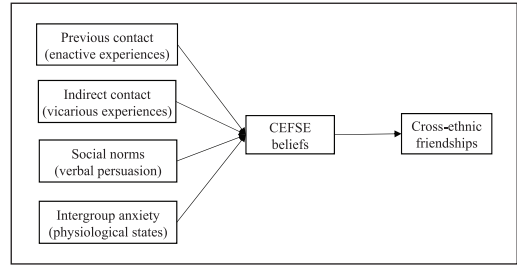 Previous contact
(enactive experiences)
Indirect contact
(vicarious experiences)
Social norms
(verbal persuasion)
Intergroup anxiety
(physiological states)
CEFSE
beliefs
Cross-ethnic
friendships